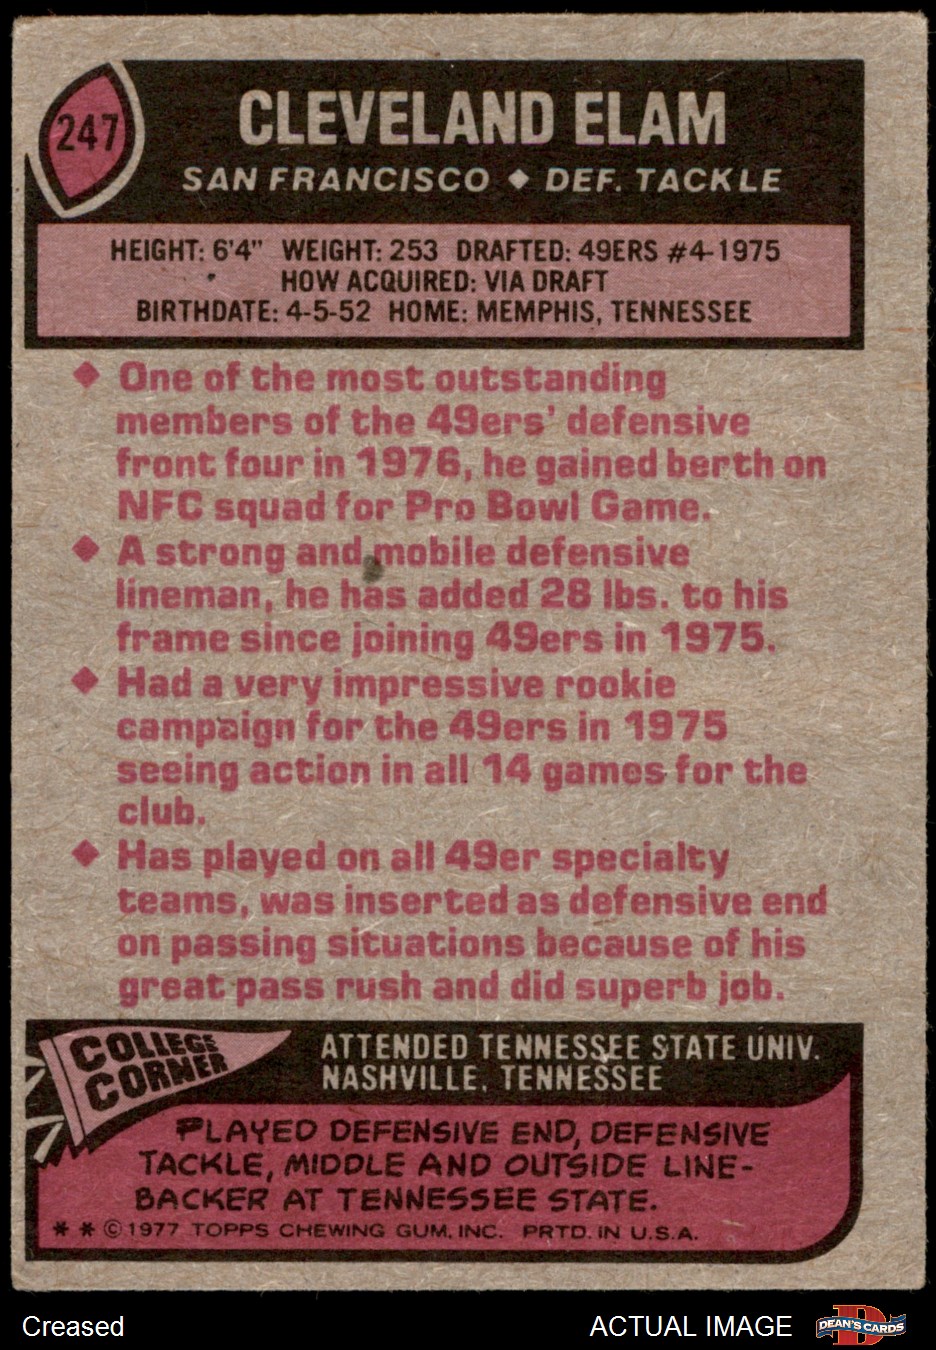 247
CLEVELAND ELAM
SAN FRANCISCO ◆ DEF. TACKLE
HEIGHT: 6'4" WEIGHT: 253 DRAFTED: 49ERS #4-1975
HOW ACQUIRED: VIA DRAFT
BIRTHDATE: 4-5-52 HOME: MEMPHIS, TENNESSEE
◆ One of the most outstanding
members of the 49ers' defensive
front four in 1976, he gained berth on
NFC squad for Pro Bowl Game.
◆ A strong and mobile defensive
lineman, he has added 28 lbs. to his
frame since joining 49ers in 1975.
◆ Had a very impressive rookie
campaign for the 49ers in 1975
seeing action in all 14 games for the
club.
◆ Has played on all 49er specialty
teams, was inserted as defensive end
on passing situations because of his
great pass rush and did superb job.
COLLEGE
CORNER
ATTENDED TENNESSEE STATE UNIV.
NASHVILLE, TENNESSEE
PLAYED DEFENSIVE END, DEFENSIVE
TACKLE, MIDDLE AND OUTSIDE LINE-
BACKER AT TENNESSEE STATE.
* * © 1977 TOPPS CHEWING GUM, INC. PRTD. IN U.S.A.
Creased
ACTUAL IMAGE
D
DEAN'S CARDS